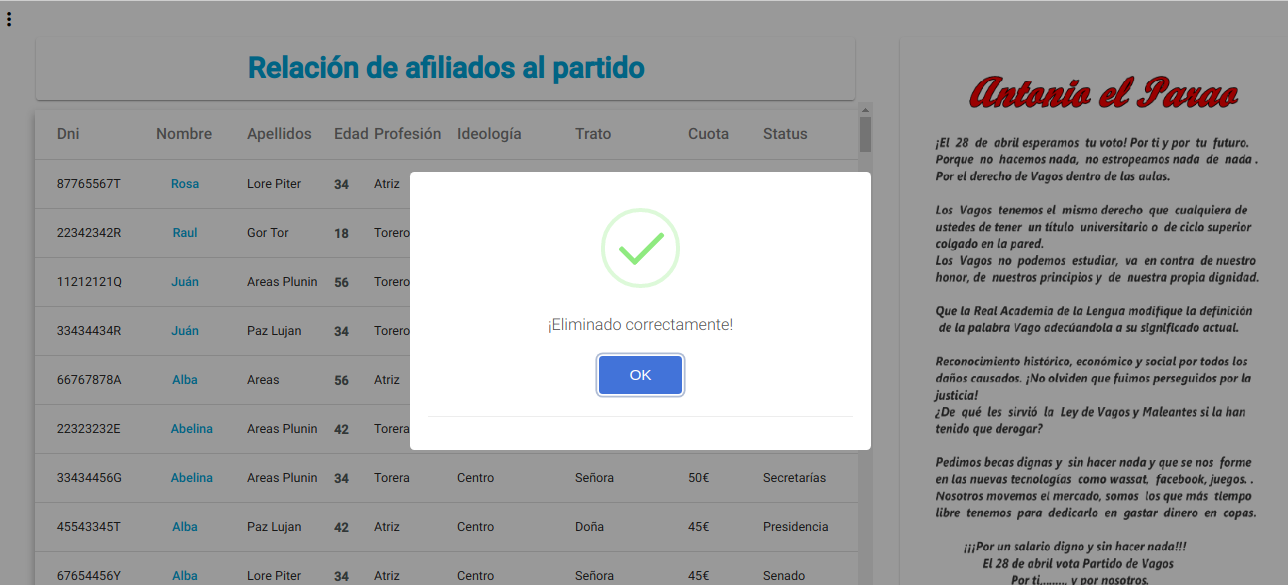 Relación de afiliados al partido
Dni Nombre Apellidos Edad Profesión Ideología Trato Cuota Status
87765567T Rosa Lore Piter 34 Atriz
22342342R Raul Gor Tor 18 Torero
11212121Q Juán Areas Plunin 56 Torero
33434434R Juán Paz Lujan 34 Torero
66767878A Alba Areas 56 Atriz
22323232E Abelina Areas Plunin 42 Torera
33434456G Abelina Areas Plunin 34 Torera Centro Señora 50€ Secretarías
45543345T Alba Paz Lujan 42 Atriz Centro Doña 45€ Presidencia
67654456Y Alba Lore Piter 34 Atriz Centro Señora 45€ Senado
¡Eliminado correctamente!
OK
Antonio el Parao
¡El 28 de abril esperamos tu voto! Por ti y por tu futuro.
Porque no hacemos nada, no estropeamos nada de nada .
Por el derecho de Vagos dentro de las aulas.
Los Vagos tenemos el mismo derecho que cualquiera de
ustedes de tener un título universitario o de ciclo superior
colgado en la pared.
Los Vagos no podemos estudiar, va en contra de nuestro
honor, de nuestros principios y de nuestra propia dignidad.
Que la Real Academia de la Lengua modifique la definición
de la palabra Vago adecúandola a su significado actual.
Reconocimiento histórico, económico y social por todos los
daños causados. ¡No olviden que fuimos perseguidos por la
justicia!
¿De qué les sirvió la Ley de Vagos y Maleantes si la han
tenido que derogar?
Pedimos becas dignas y sin hacer nada y que se nos forme
en las nuevas tecnologías como wassat, facebook, juegos. .
Nosotros movemos el mercado, somos los que más tiempo
libre tenemos para dedicarlo en gastar dinero en copas.
¡¡¡Por un salario digno y sin hacer nada!!!
El 28 de abril vota Partido de Vagos
Por ti........ y por nosotros.